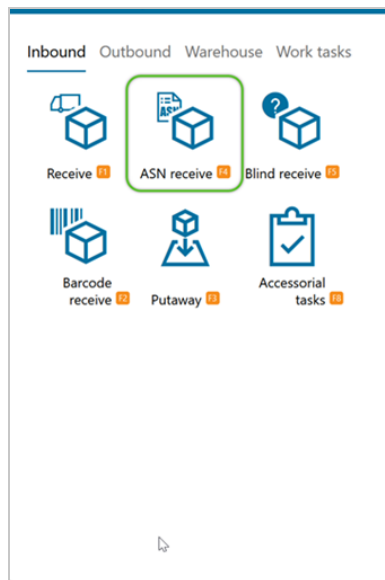 Inbound Outbound Warehouse Work tasks
ASN
?
Receive F1 ASN receive F4 Blind receive F5
Barcode
receive F2 Putaway F3 Accessorial
tasks F8